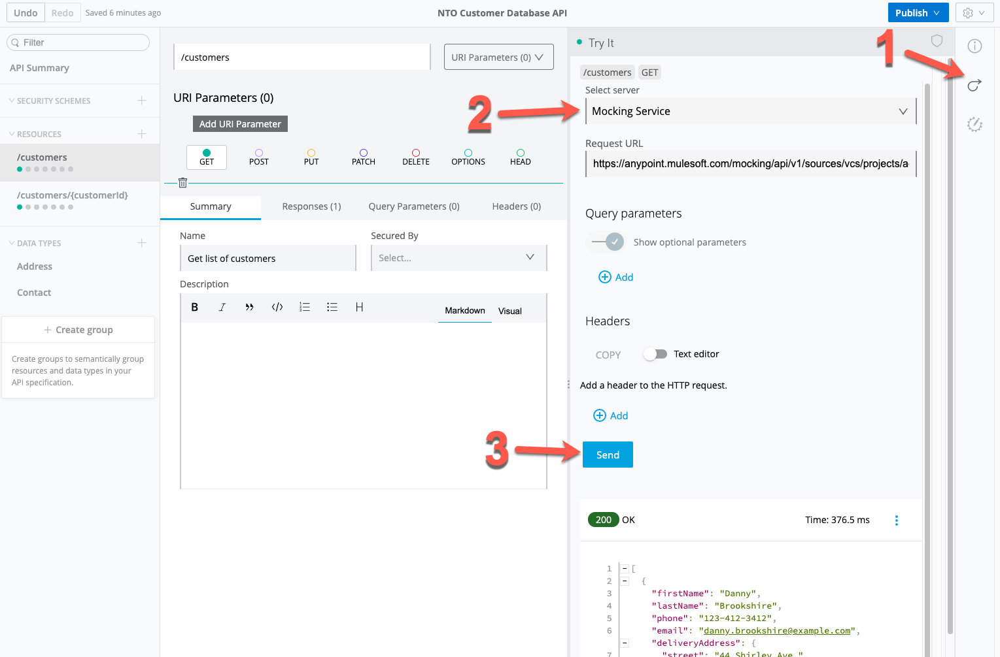 Undo Redo Saved 6 minutes ago
NTO Customer Database API
Publish
Filter
API Summary
SECURITY SCHEMES
RESOURCES
/customers
/customers/{customerId}
DATA TYPES
Address
Contact
Create group
Create groups to semantically group
resources and data types in your
API specification.
/customers
URI Parameters (0)
URI Parameters (0)
Add URI Parameter
GET POST PUT PATCH DELETE OPTIONS HEAD
Summary Responses (1) Query Parameters (0) Headers (0)
Name Secured By
Get list of customers Select...
Description
B I </> H Markdown Visual
Try It
1
/customers GET
Select server
2
Mocking Service
Request URL
https://anypoint.mulesoft.com/mocking/api/v1/sources/vcs/projects/a
Query parameters
Show optional parameters
Add
Headers
COPY Text editor
Add a header to the HTTP request.
Add
3
Send
200 OK Time: 376.5 ms
1 [
2 {
3 "firstName": "Danny",
4 "lastName": "Brookshire",
5 "phone": "123-412-3412",
6 "email": "danny.brookshire@example.com",
"deliveryAddress": {
7 "street": "44 Shirley Ave."